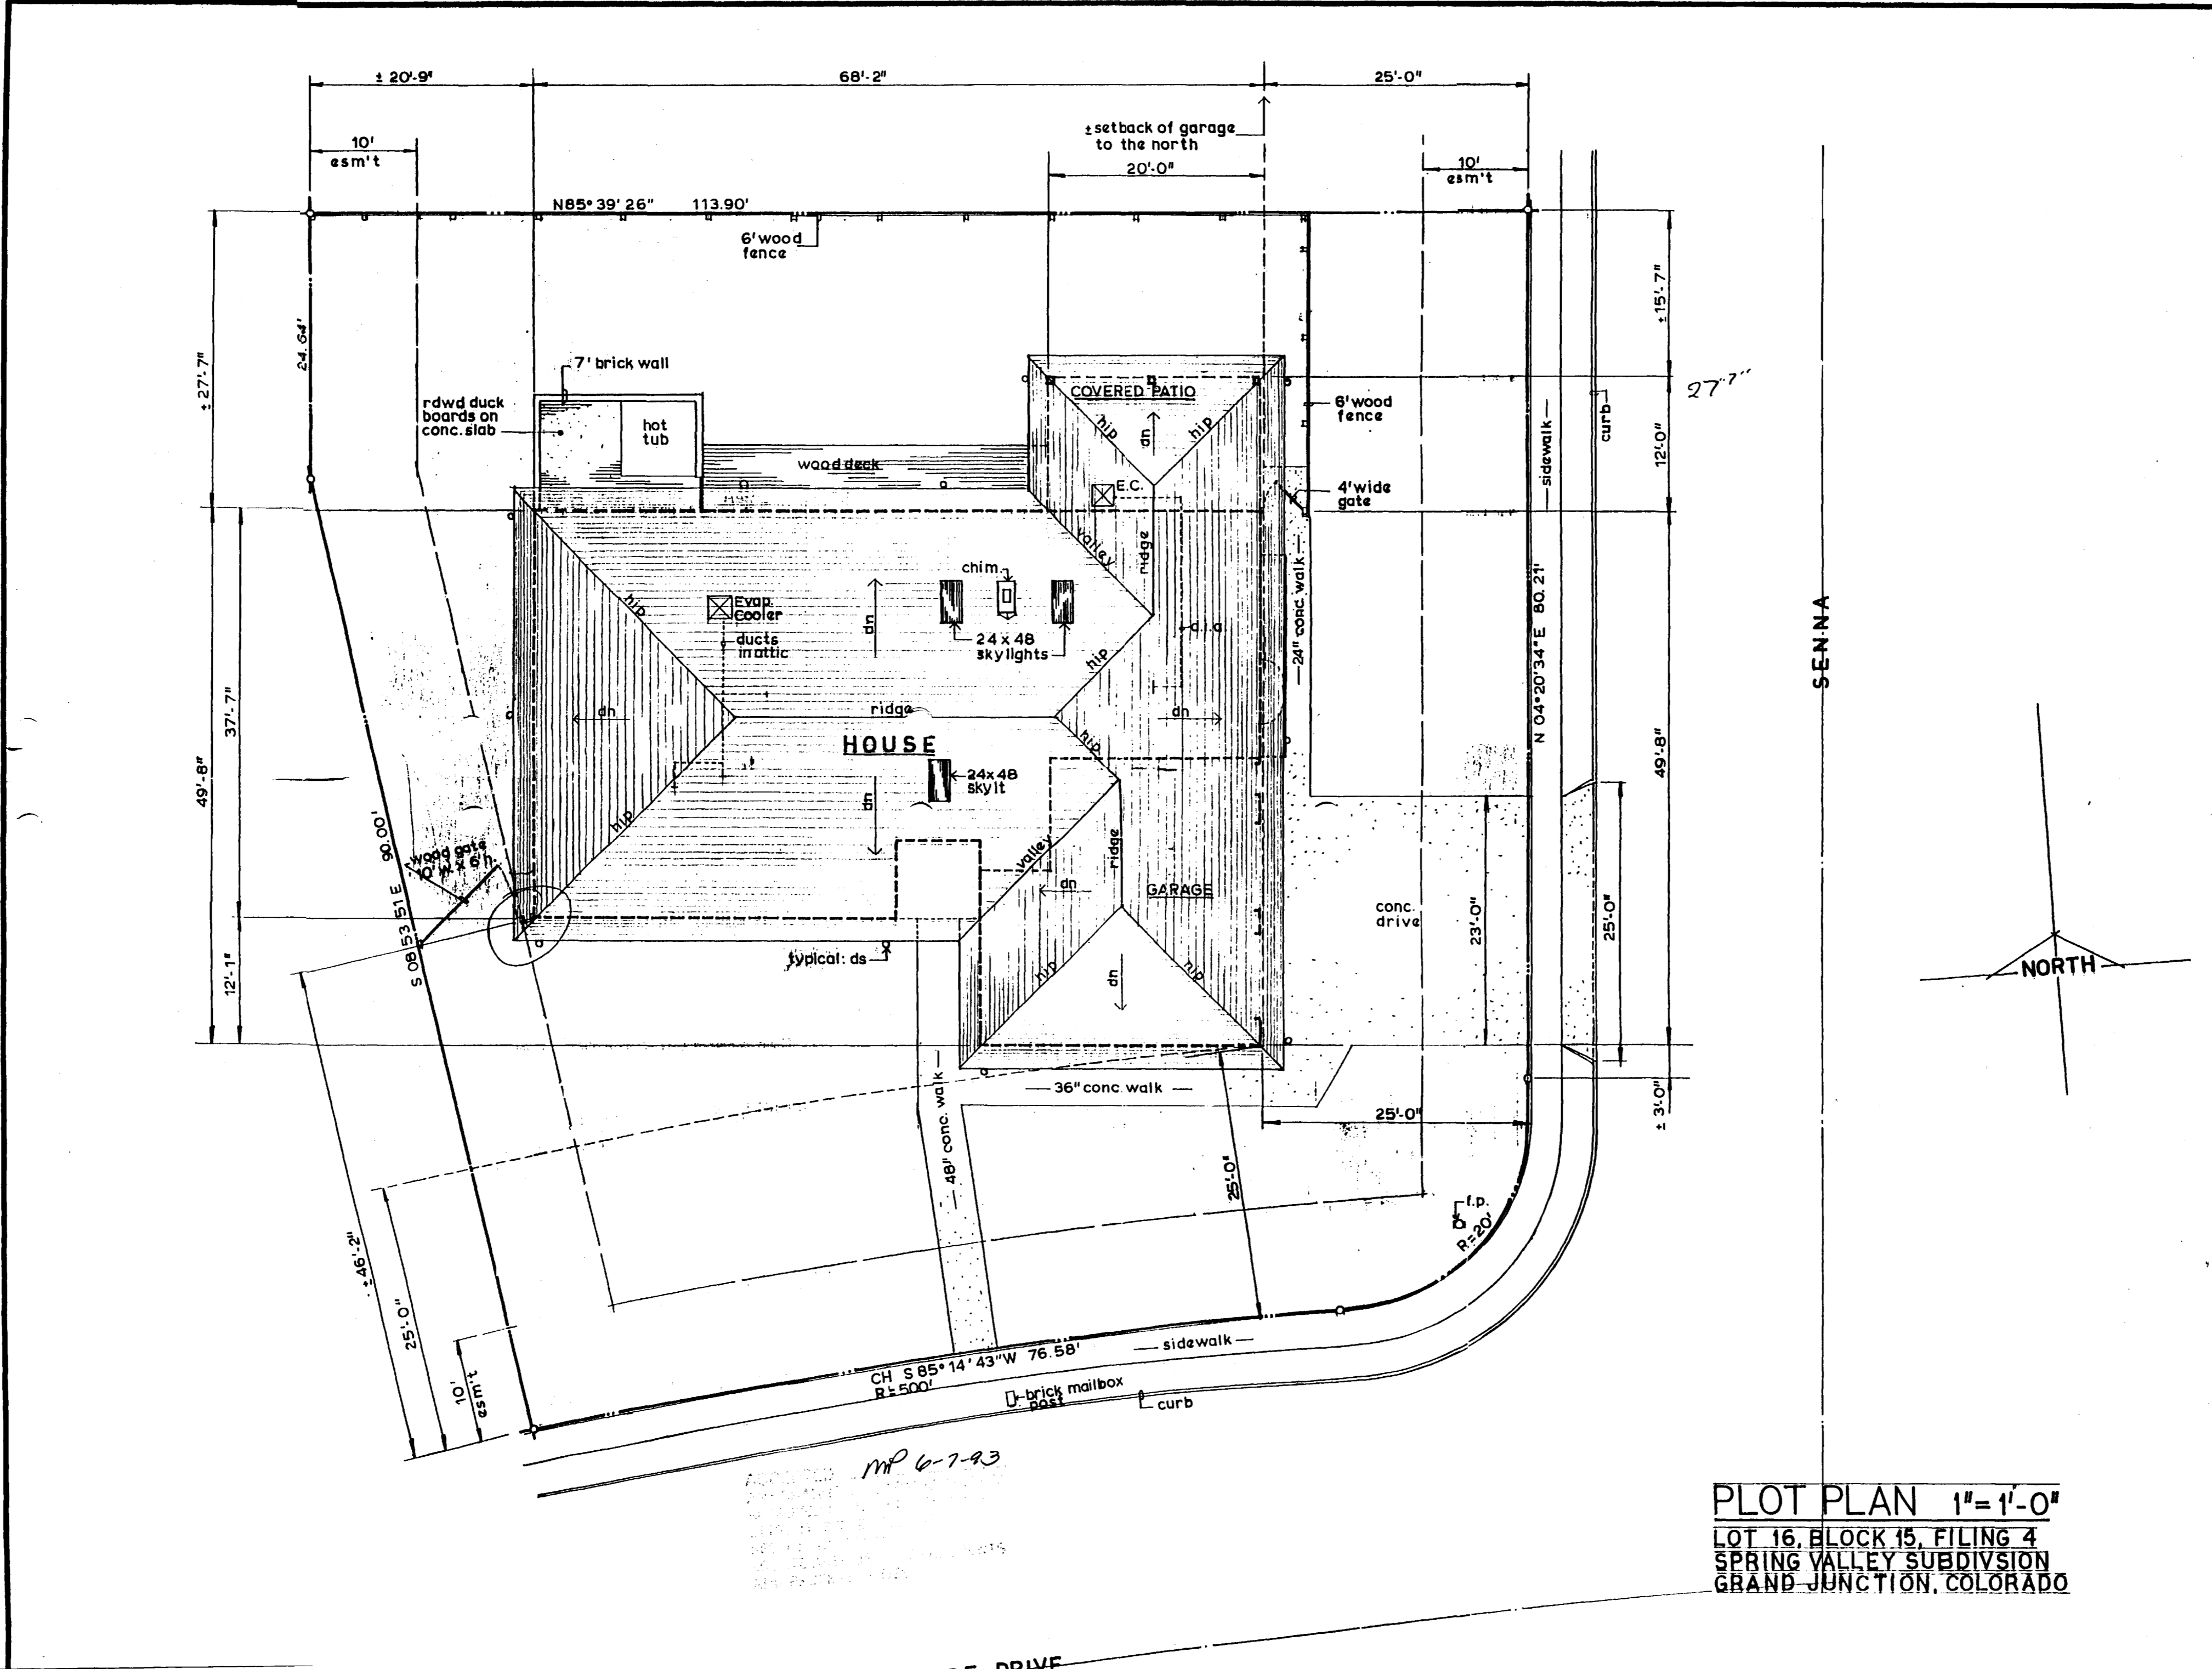 ± 20'-9"
68'-2"
25'-0"
10'
esm't
±setback of garage
to the north
20'-0"
10'
esm't
N85° 39' 26" 113.90'
6' wood
fence
± 27'-7"
24.64'
± 15'-7"
27'-7"
7' brick wall
rdwd duck
boards on
conc. slab
hot
tub
wood deck
COVERED PATIO
hip
hip
dn
E.C.
6' wood
fence
12'-0"
sidewalk
curb
4' wide
gate
valley
ridge
chim.
Evap.
Cooler
ducts
in attic
dn
24 x 48
skylights
hip
hip
d.i.a.
24" conc. walk
N 04° 20' 34" E 80.21'
SENNA
49'-8"
37'-7"
dn
ridge
dn
HOUSE
hip
24x48
skylt
dn
49'-8"
NORTH
hip
valley
ridge
dn
GARAGE
conc.
drive
23'-0"
25'-0"
wood gate
10' w. x 6' h.
S 08 53 51 E 90.00'
12'-1"
typical: ds
hip
dn
hip
48" conc. walk
36" conc. walk
25'-0"
± 3'-0"
25'-0"
f.p.
R=20'
± 46'-2"
25'-0"
10'
esm't
CH S 85° 14' 43" W 76.58'
R=500'
sidewalk
brick mailbox
post
curb
MP 6-7-93
PLOT PLAN 1"= 1'-0"
LOT 16, BLOCK 15, FILING 4
SPRING VALLEY SUBDIVSION
GRAND JUNCTION, COLORADO
DRIVE